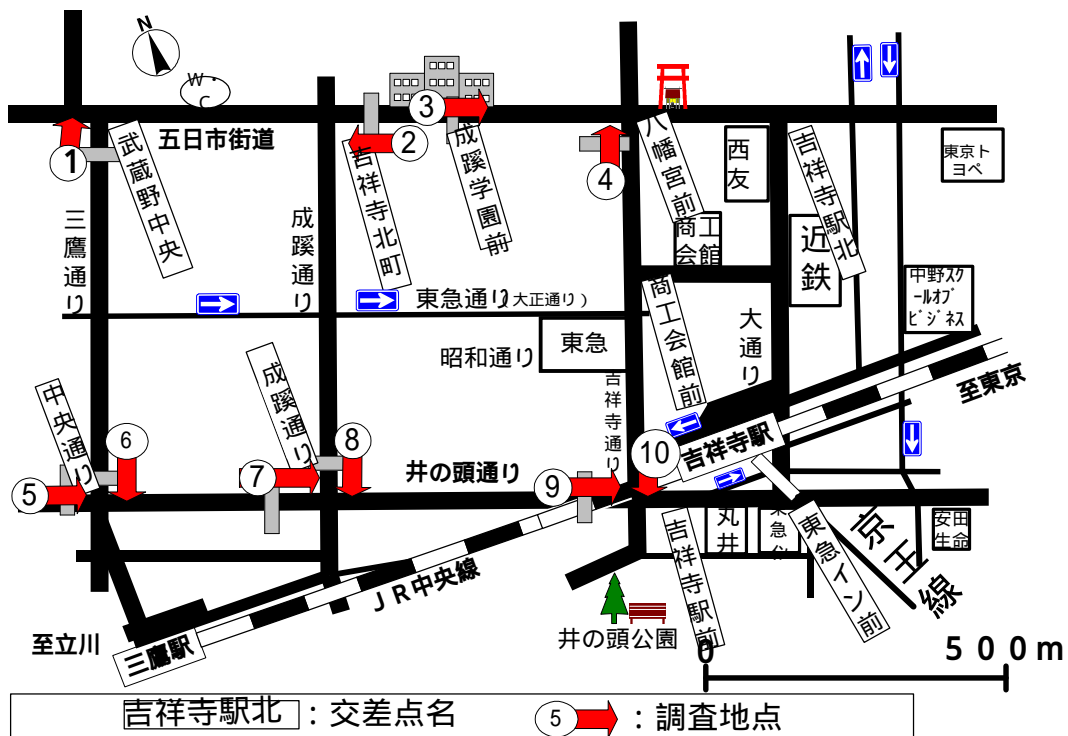 N
W・C
五日市街道
1
2
3
4
武蔵野中央
吉祥寺北町
成蹊学園前
八幡宮前
西友
吉祥寺駅北
東京トヨペ
三鷹通り
成蹊通り
商工会館
近鉄
中野スクールオブビジネス
東急通り(大正通り)
昭和通り
東急
商工会館前
大通り
吉祥寺通り
至東京
中央通り
成蹊通り
5
6
7
8
9
10
井の頭通り
吉祥寺駅
丸井
東急イン
安田生命
京王線
吉祥寺駅前
東急イン前
JR中央線
井の頭公園
至立川
三鷹駅
0
500m
吉祥寺駅北
:交差点名
5
:調査地点